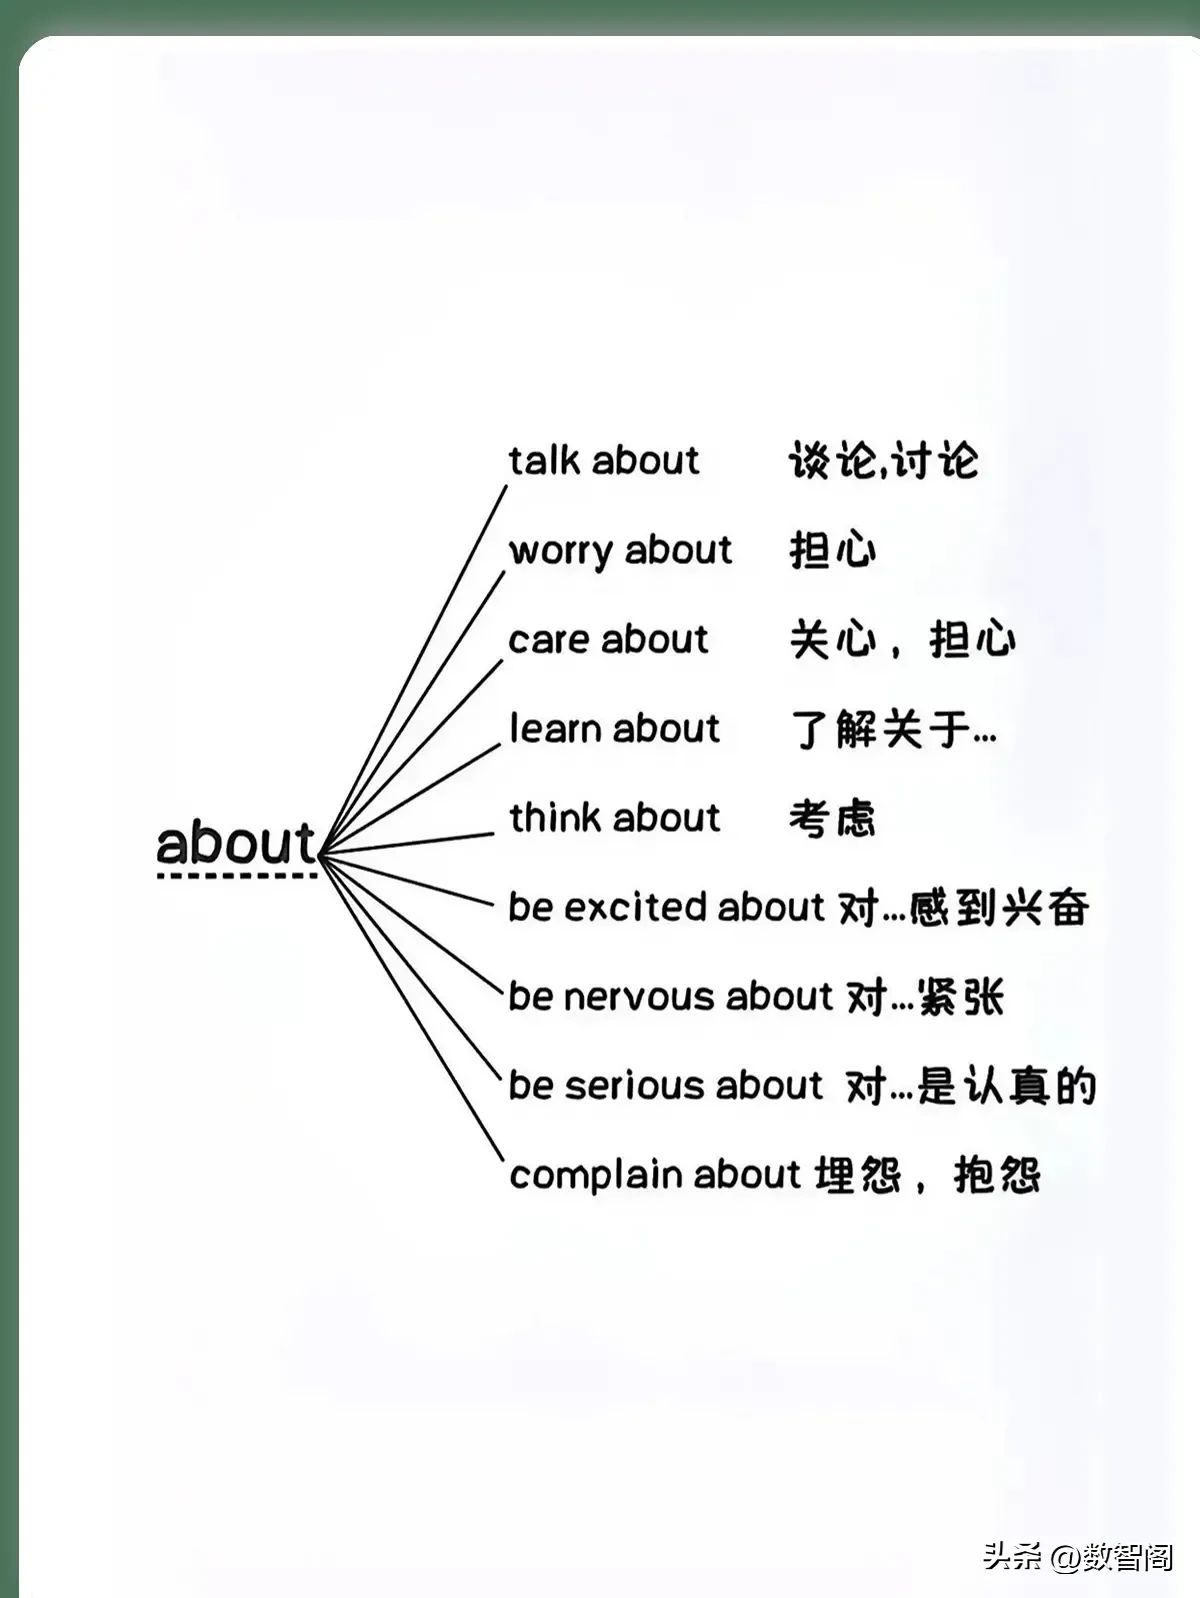 talk about 谈论,讨论
worry about 担心
care about 关心，担心
learn about 了解关于...
think about 考虑
about
be excited about 对...感到兴奋
be nervous about 对...紧张
be serious about 对...是认真的
complain about 埋怨，抱怨
头条 @数智阁